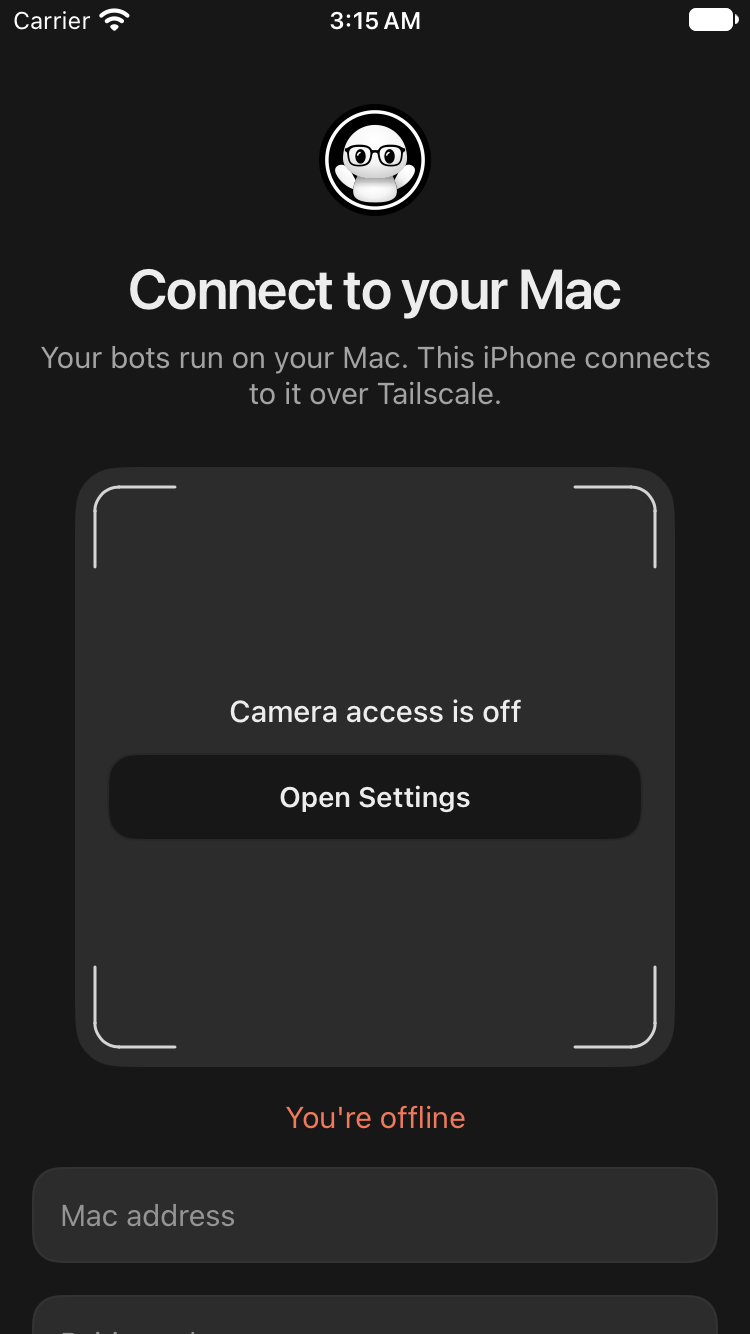 Carrier 3:15 AM
Connect to your Mac
Your bots run on your Mac. This iPhone connects
to it over Tailscale.
Camera access is off
Open Settings
You're offline
Mac address